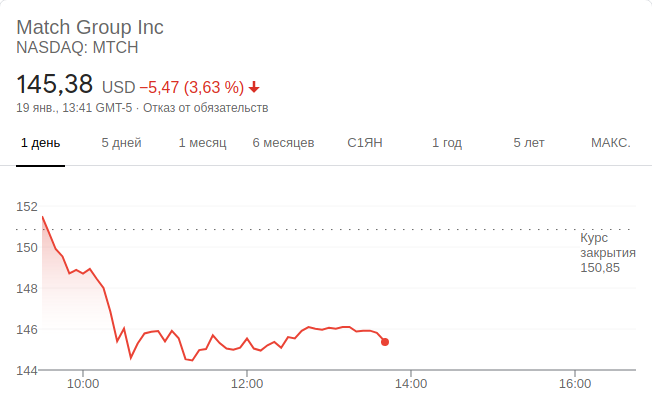 Match Group Inc
NASDAQ: MTCH
145,38 USD −5,47 (3,63 %)
19 янв., 13:41 GMT-5 · Отказ от обязательств
1 день 5 дней 1 месяц 6 месяцев С1ЯН 1 год 5 лет МАКС.
152
150
148
146
144
Курс
закрытия
150,85
10:00 12:00 14:00 16:00